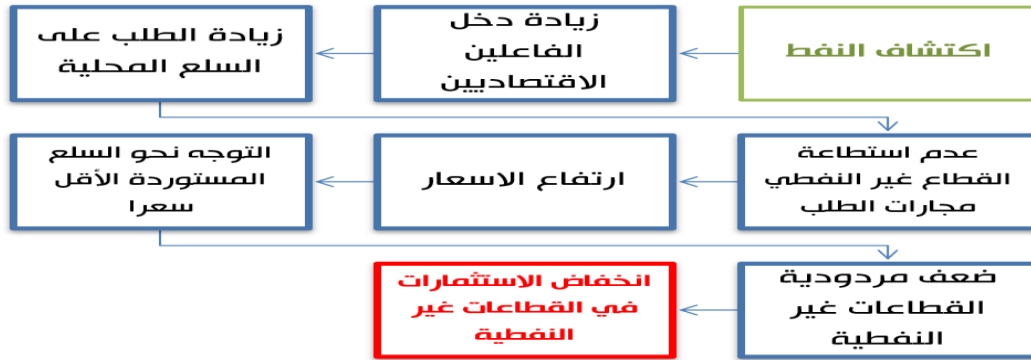 اكتشاف النفط
زيادة دخل
الفاعلين
الاقتصاديين
زيادة الطلب على
السلع المحلية
عدم استطاعة
القطاع غير النفطي
مجارات الطلب
ارتفاع الاسعار
التوجه نحو السلع
المستوردة الأقل
سعرا
ضعف مردودية
القطاعات غير
النفطية
انخفاض الاستثمارات
في القطاعات غير
النفطية